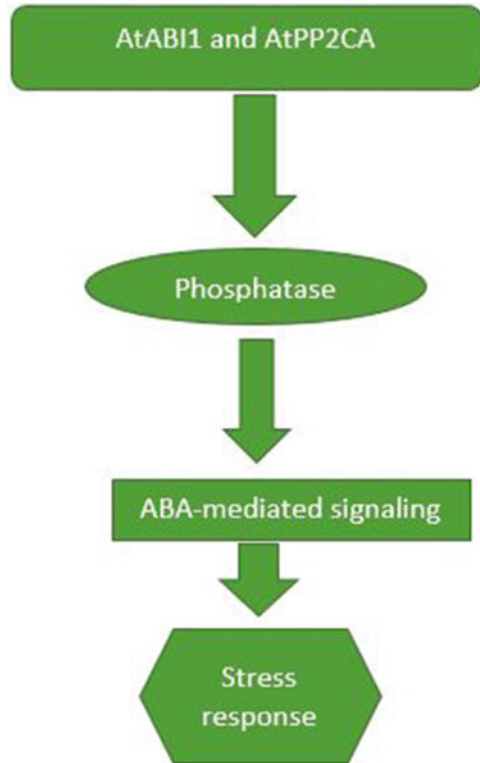 AtABI1 and AtPP2CA
Phosphatase
ABA-mediated signaling
Stress
response